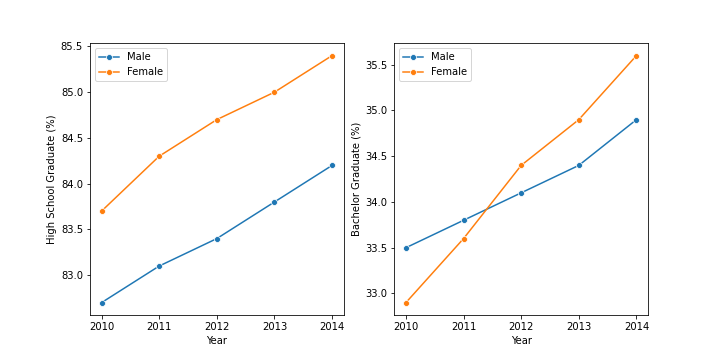 High School Graduate (%)
85.5
85.0
84.5
84.0
83.5
83.0
Male
Female
2010 2011 2012 2013 2014
Year
Bachelor Graduate (%)
35.5
35.0
34.5
34.0
33.5
33.0
Male
Female
2010 2011 2012 2013 2014
Year